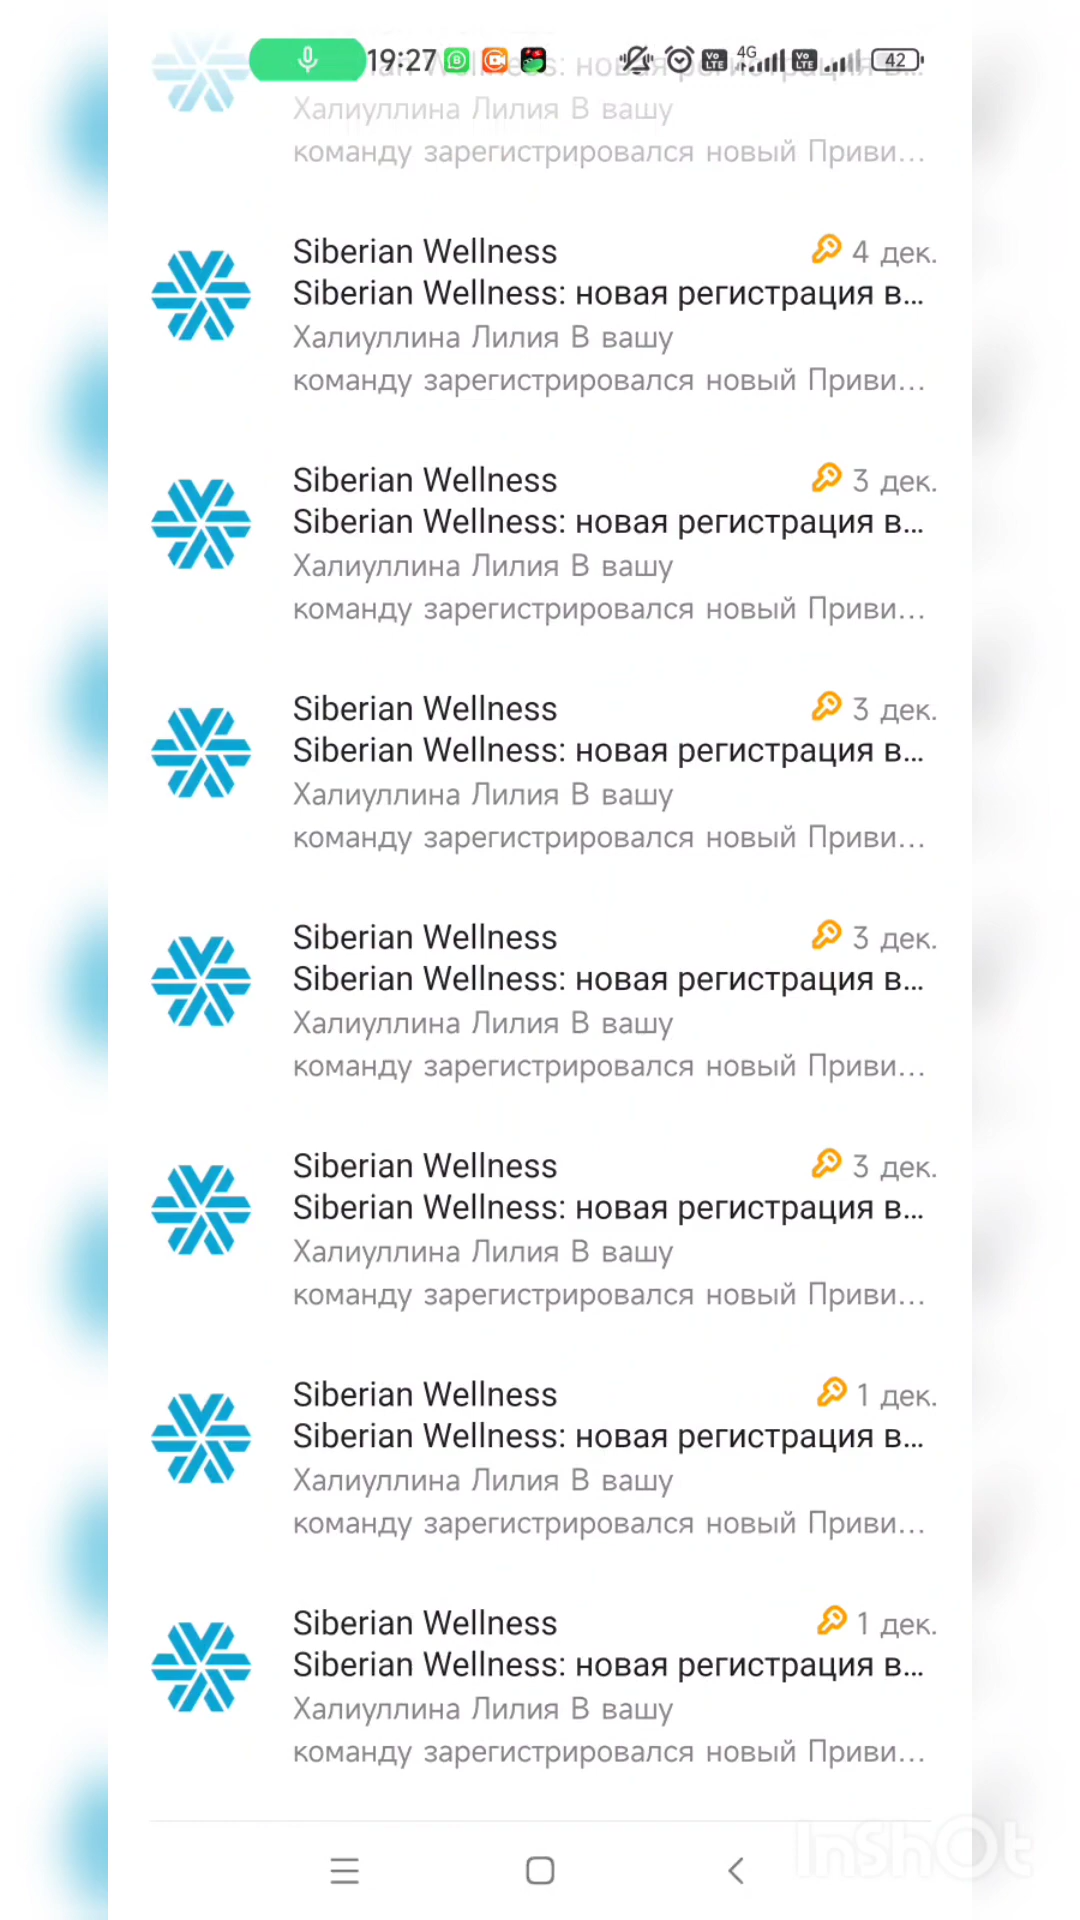 19:27 4G Vo LTE Vo LTE 42
Халиуллина Лилия В вашу
команду зарегистрировался новый Приви...
Siberian Wellness 4 дек.
Siberian Wellness: новая регистрация в...
Халиуллина Лилия В вашу
команду зарегистрировался новый Приви...
Siberian Wellness 3 дек.
Siberian Wellness: новая регистрация в...
Халиуллина Лилия В вашу
команду зарегистрировался новый Приви...
Siberian Wellness 3 дек.
Siberian Wellness: новая регистрация в...
Халиуллина Лилия В вашу
команду зарегистрировался новый Приви...
Siberian Wellness 3 дек.
Siberian Wellness: новая регистрация в...
Халиуллина Лилия В вашу
команду зарегистрировался новый Приви...
Siberian Wellness 3 дек.
Siberian Wellness: новая регистрация в...
Халиуллина Лилия В вашу
команду зарегистрировался новый Приви...
Siberian Wellness 1 дек.
Siberian Wellness: новая регистрация в...
Халиуллина Лилия В вашу
команду зарегистрировался новый Приви...
Siberian Wellness 1 дек.
Siberian Wellness: новая регистрация в...
Халиуллина Лилия В вашу
команду зарегистрировался новый Приви...
InShOt